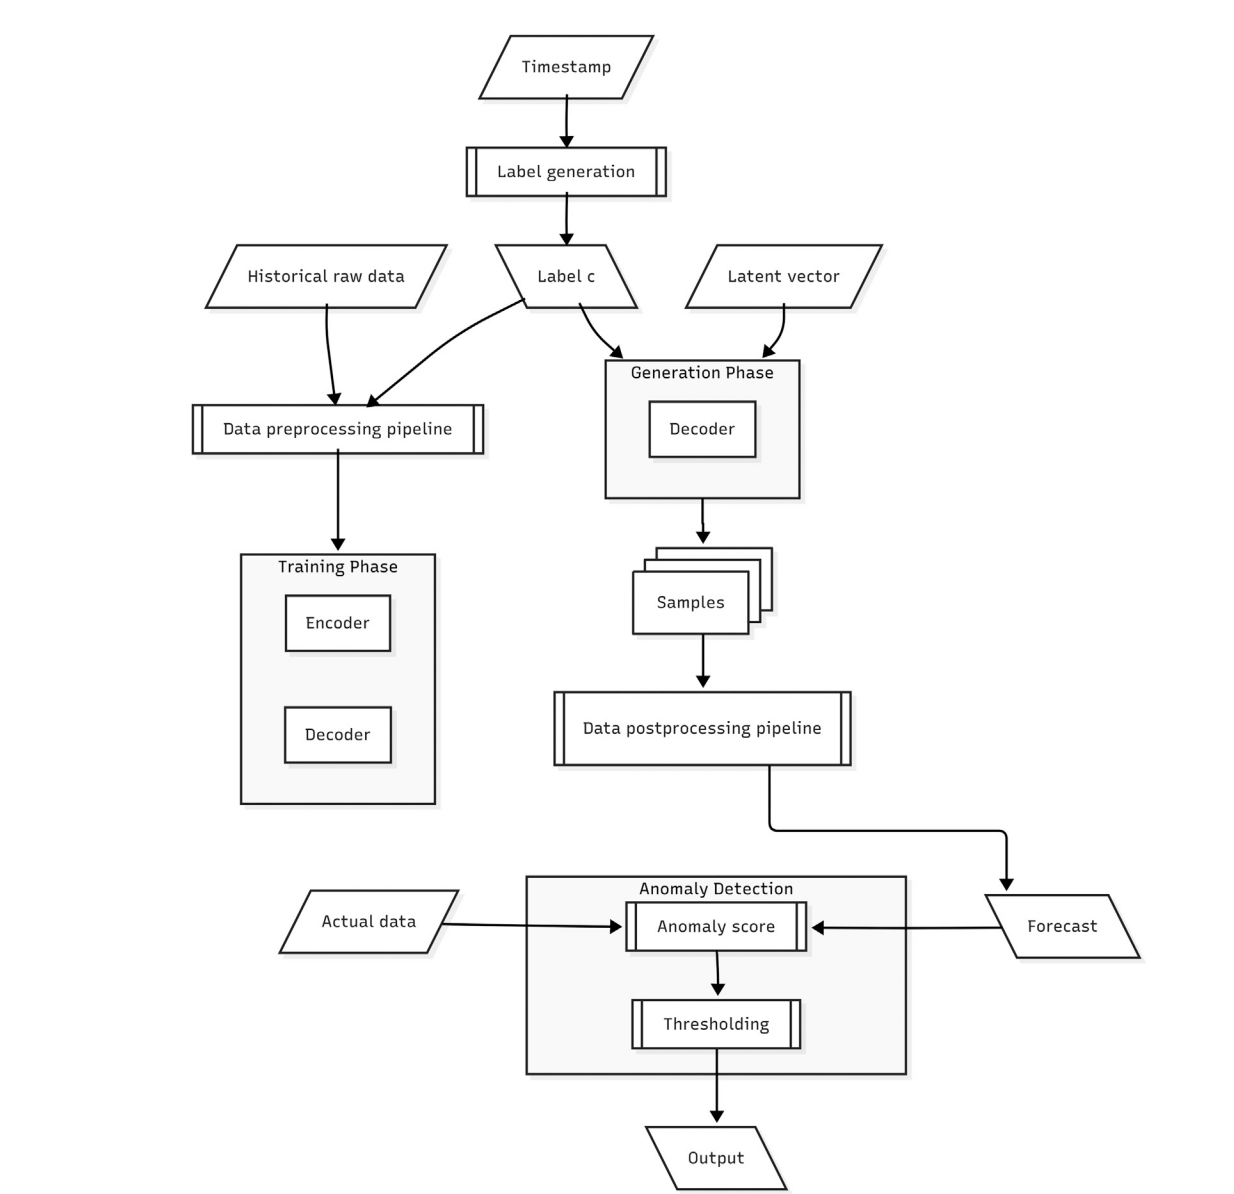 Timestamp
Label generation
Historical raw data
Label c
Latent vector
Generation Phase
Decoder
Data preprocessing pipeline
Training Phase
Encoder
Decoder
Samples
Data postprocessing pipeline
Anomaly Detection
Actual data
Anomaly score
Forecast
Thresholding
Output